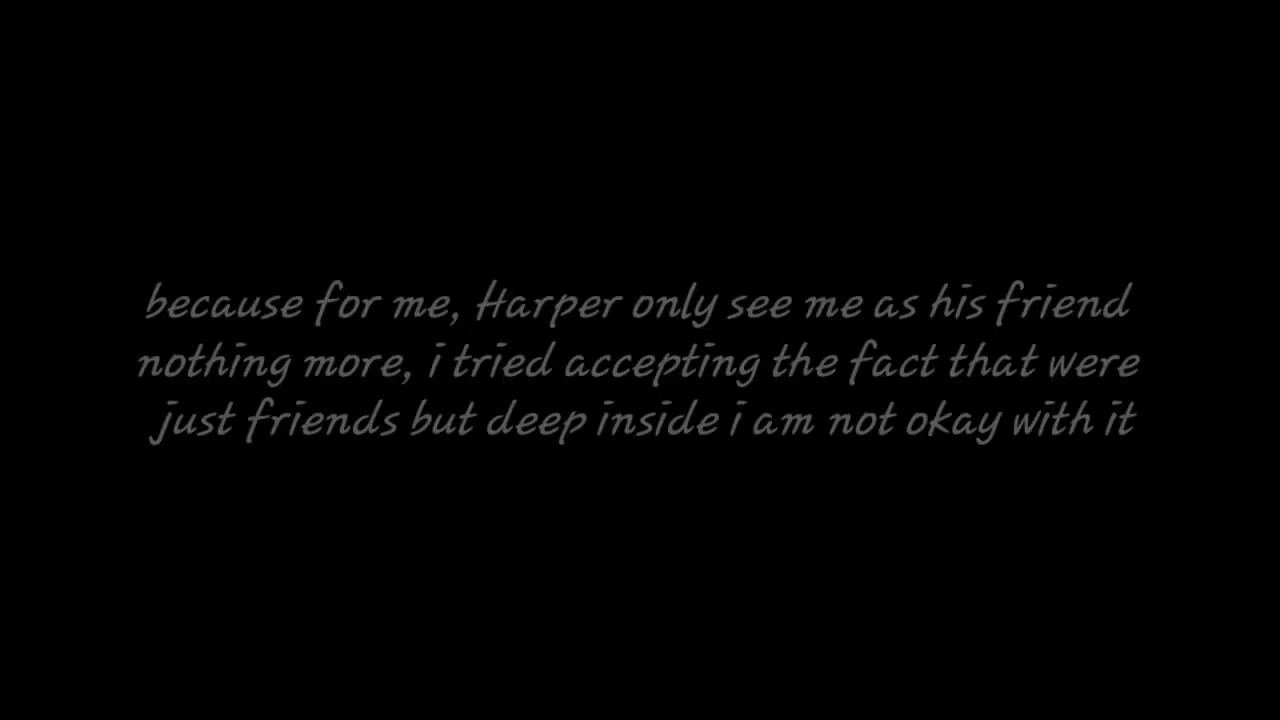 because for me, Harper only see me as his friend
nothing more, i tried accepting the fact that were
just friends but deep inside i am not okay with it